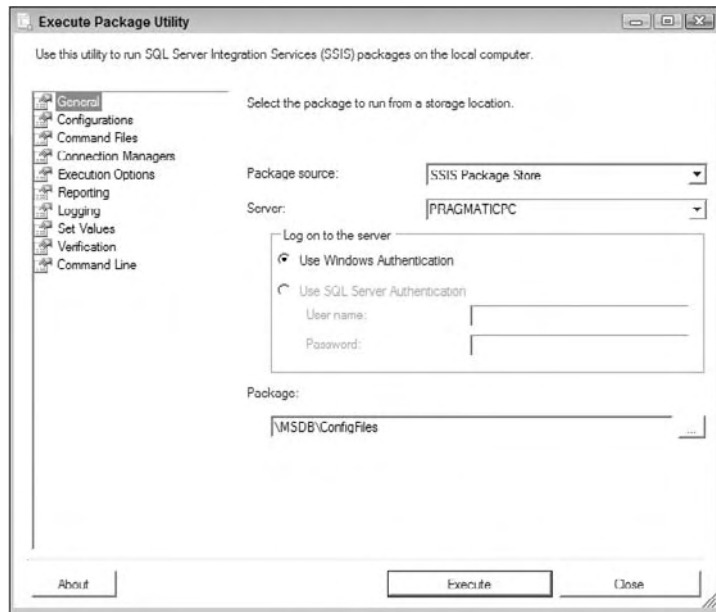 Execute Package Utility
Use this utility to run SQL Server Integration Services (SSIS) packages on the local computer.
General
Configurations
Command Files
Connection Managers
Execution Options
Reporting
Logging
Set Values
Verification
Command Line
Select the package to run from a storage location.
Package source:
SSIS Package Store
Server:
PRAGMATICPC
Log on to the server
Use Windows Authentication
Use SQL Server Authentication
User name:
Password:
Package:
\MSDB\ConfigFiles
...
About
Execute
Close